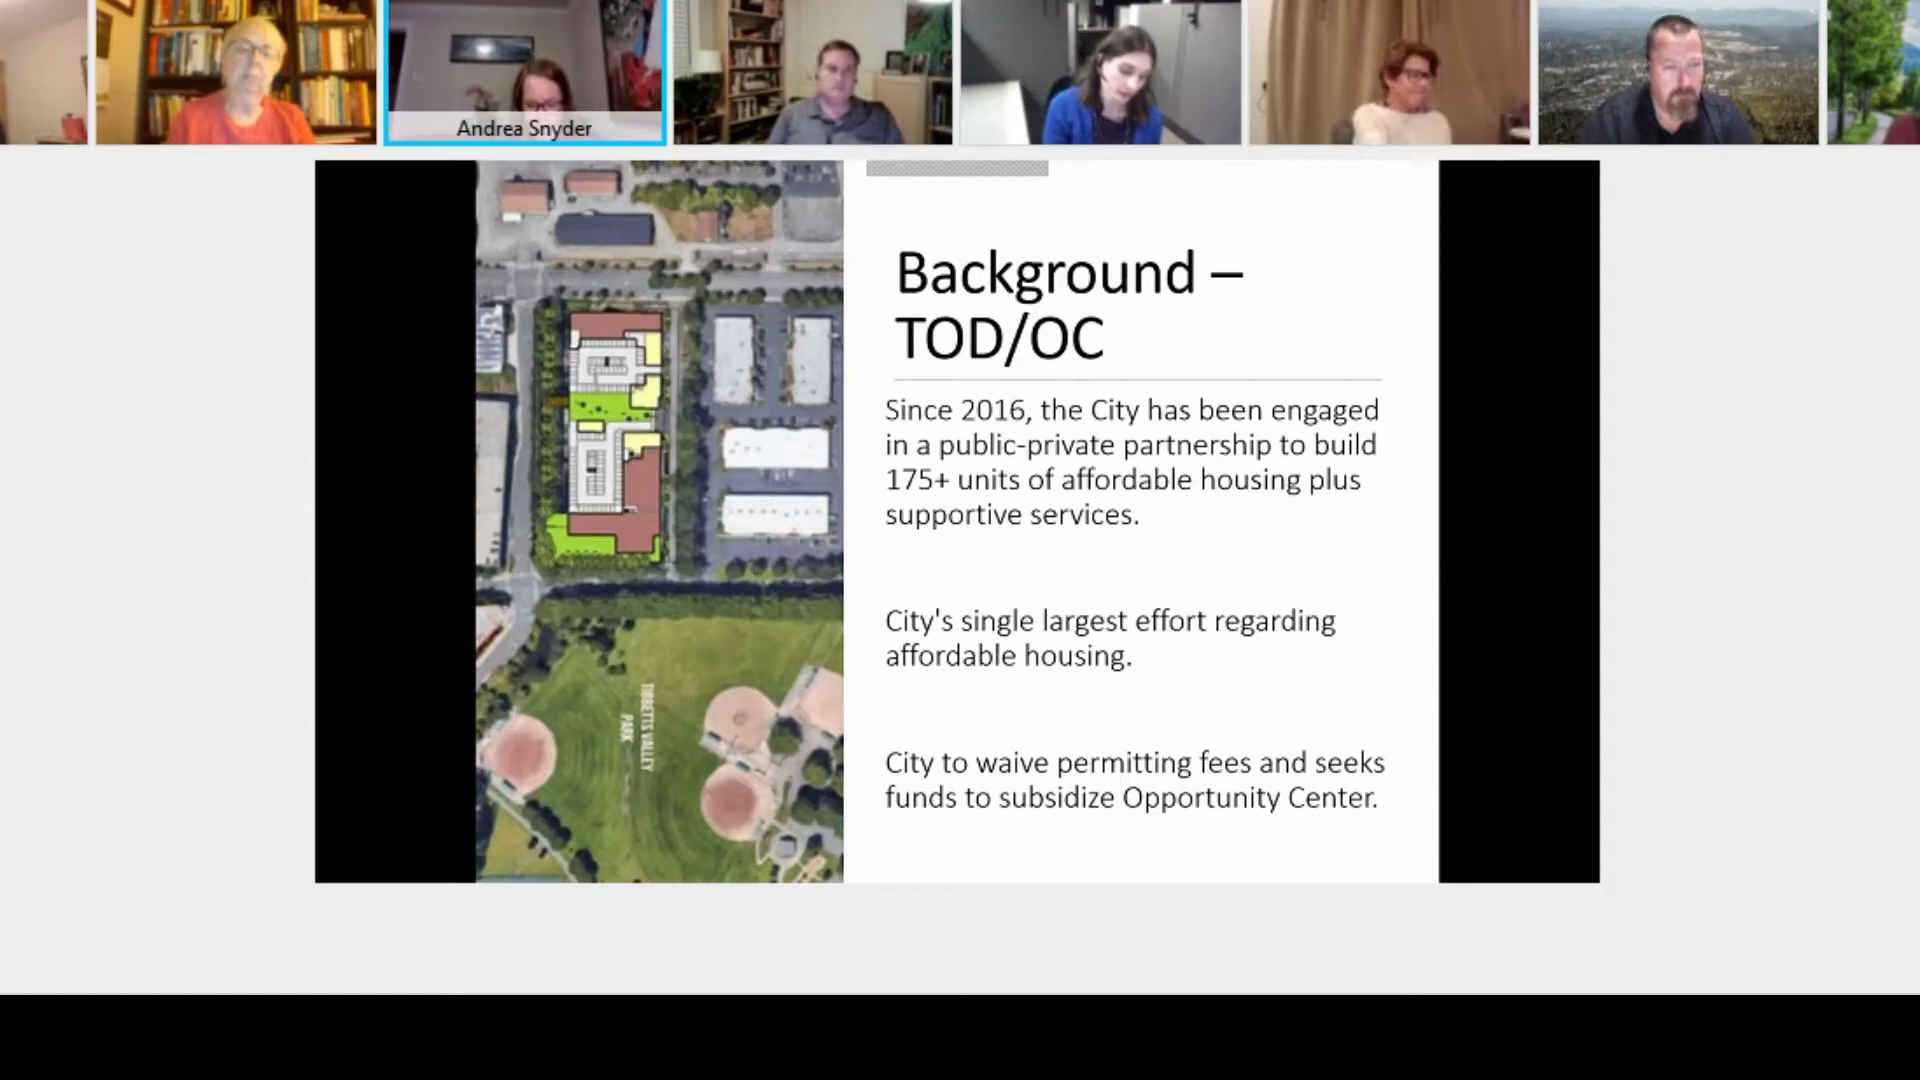 Andrea Snyder
Background –
TOD/OC
Since 2016, the City has been engaged
in a public-private partnership to build
175+ units of affordable housing plus
supportive services.
City's single largest effort regarding
affordable housing.
City to waive permitting fees and seeks
funds to subsidize Opportunity Center.
TIBBETTS VALLEY
PARK